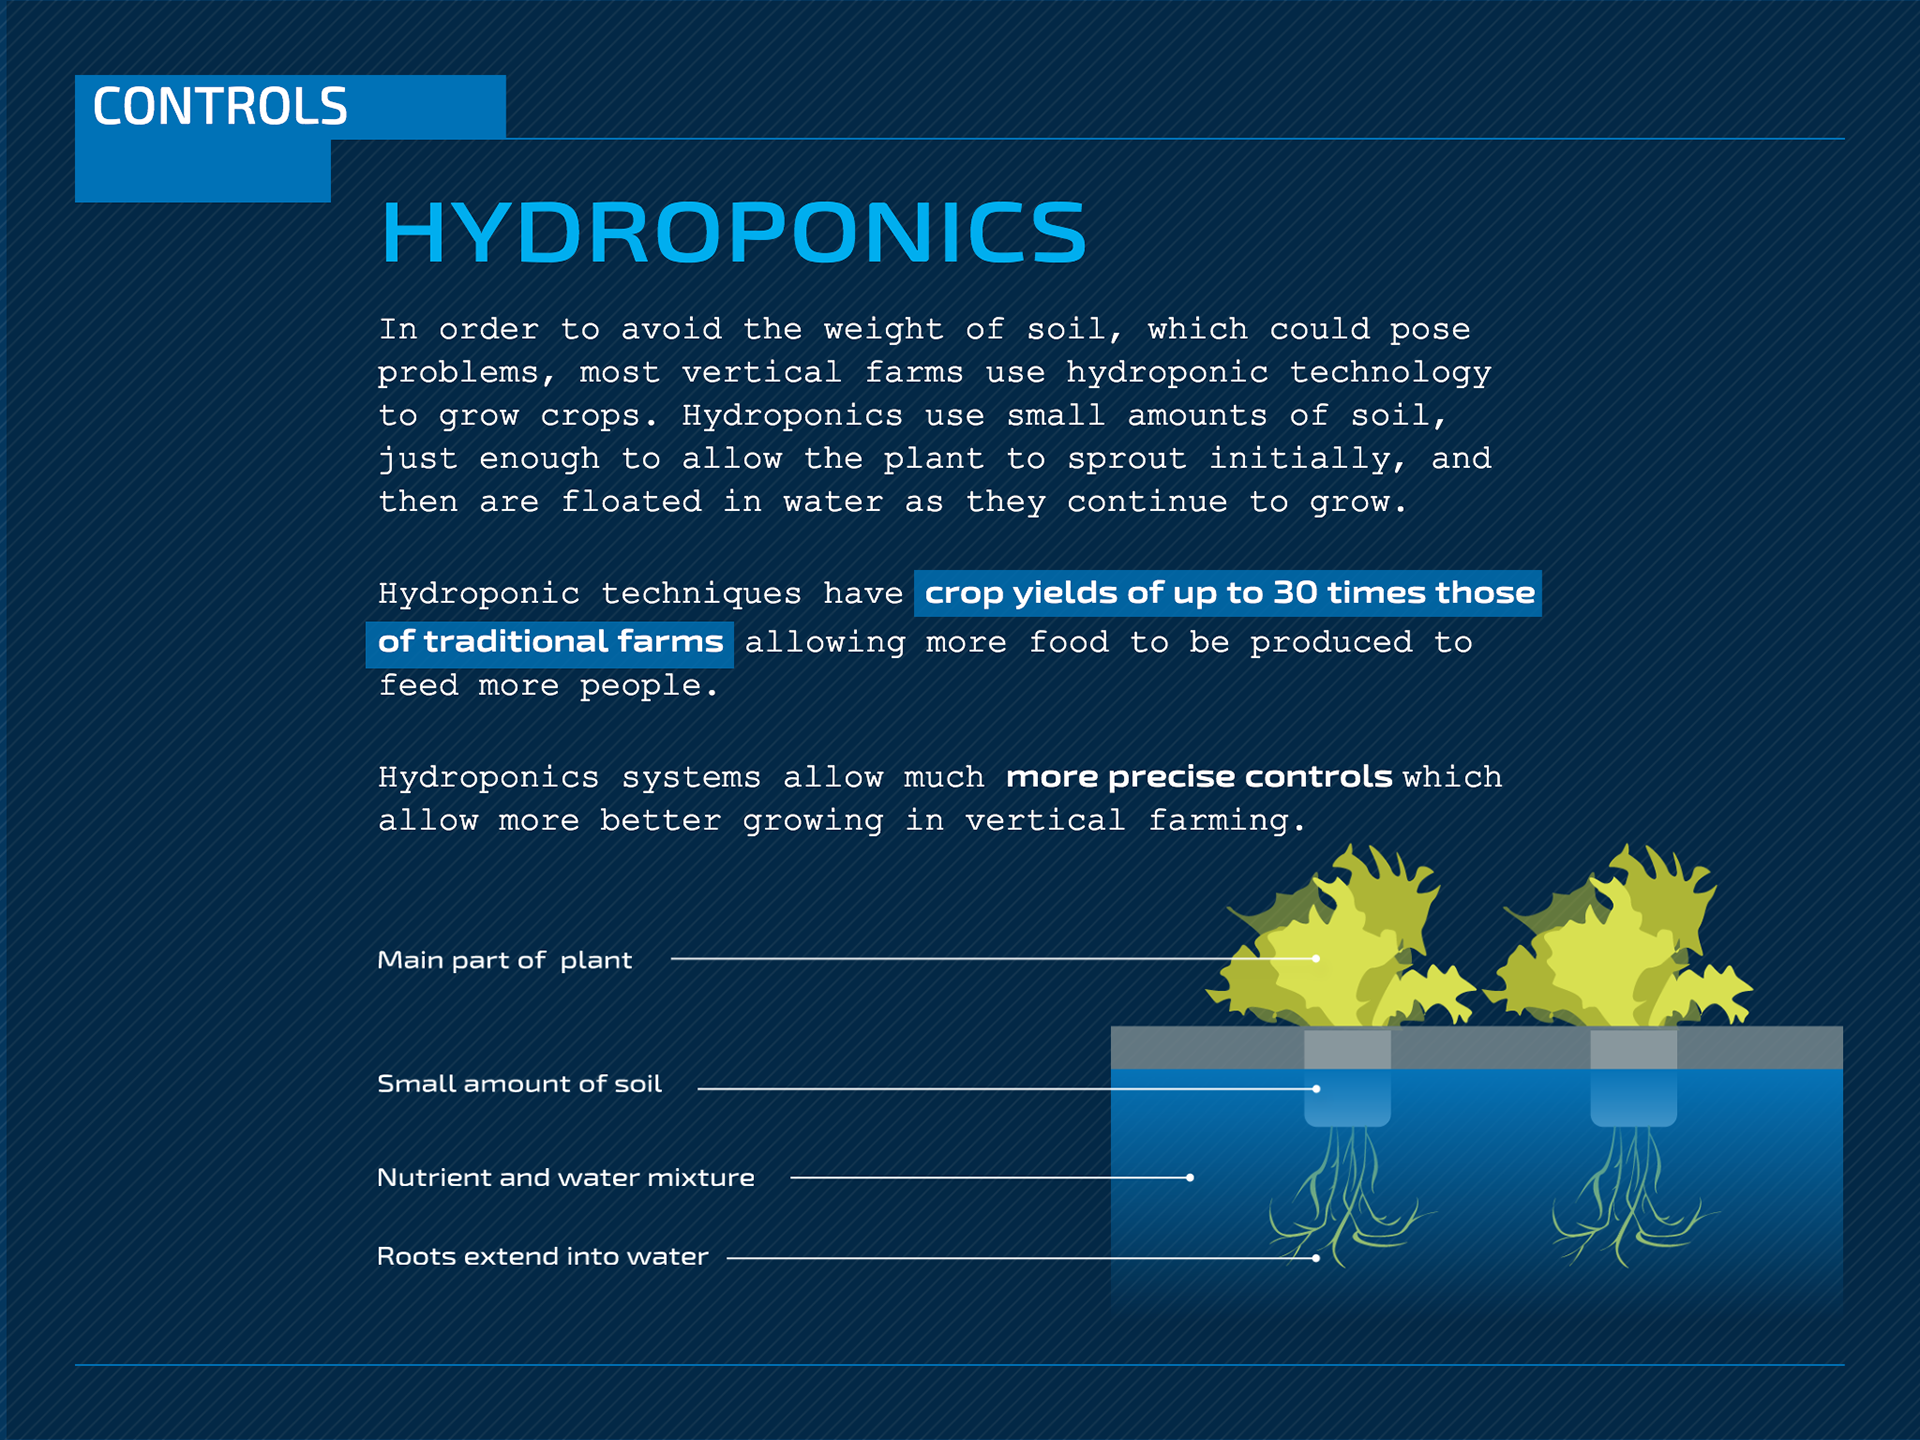 CONTROLS
HYDROPONICS
In order to avoid the weight of soil, which could pose
problems, most vertical farms use hydroponic technology
to grow crops. Hydroponics use small amounts of soil,
just enough to allow the plant to sprout initially, and
then are floated in water as they continue to grow.
Hydroponic techniques have crop yields of up to 30 times those
of traditional farms allowing more food to be produced to
feed more people.
Hydroponics systems allow much more precise controls which
allow more better growing in vertical farming.
Main part of plant
Small amount of soil
Nutrient and water mixture
Roots extend into water